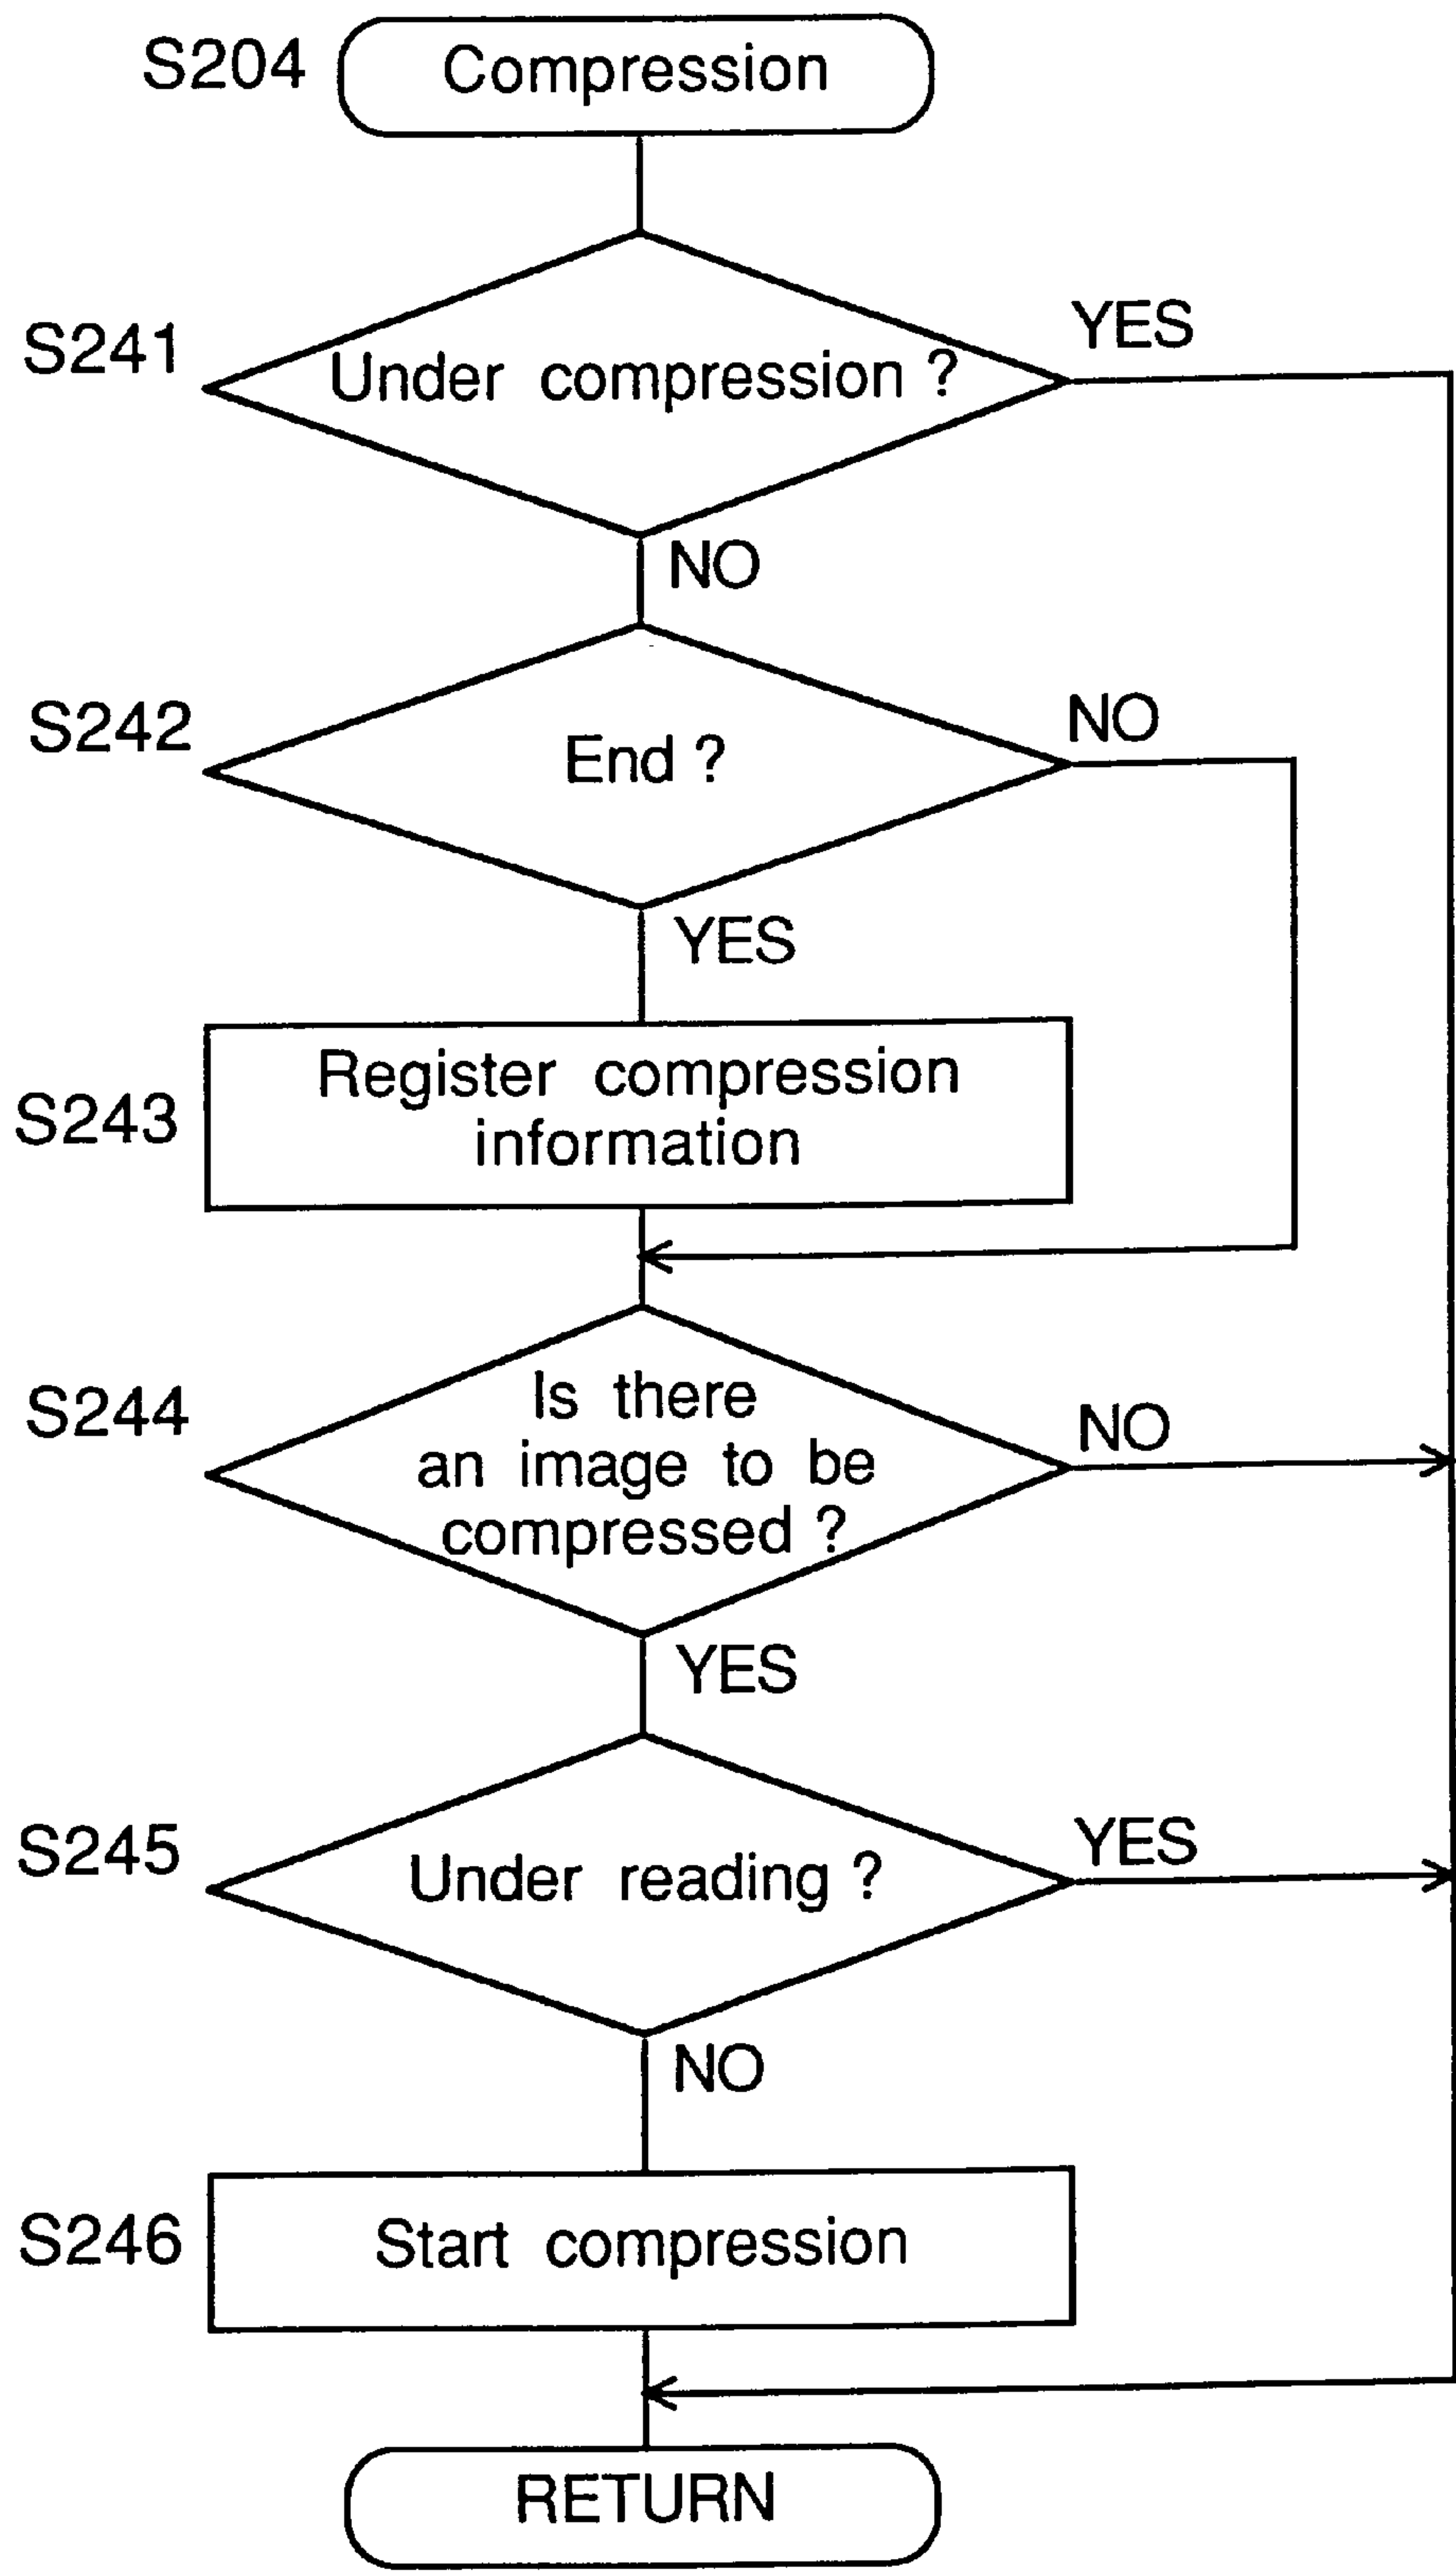 S204 Compression
S241 Under compression ? YES
NO
S242 End ? NO
YES
S243 Register compression
information
S244 Is there
an image to be
compressed ? NO
YES
S245 Under reading ? YES
NO
S246 Start compression
RETURN